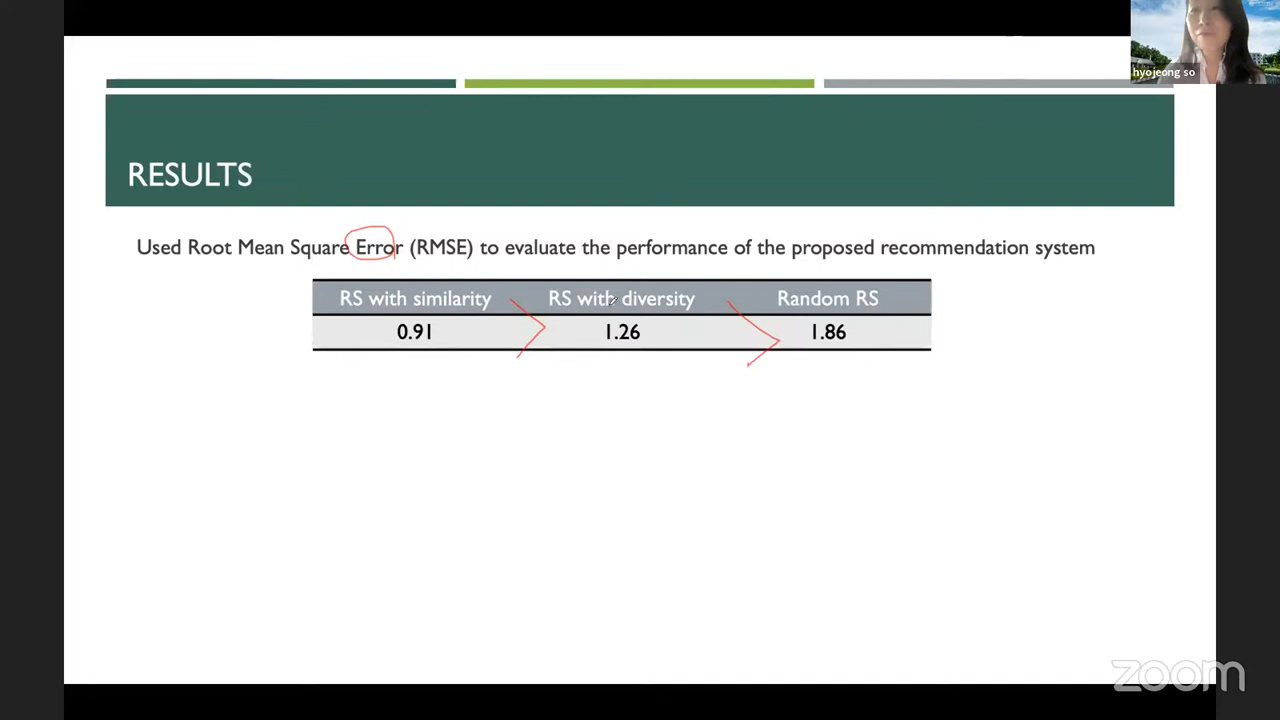 hyojeong so
RESULTS
Used Root Mean Square Error (RMSE) to evaluate the performance of the proposed recommendation system
RS with similarity RS with diversity Random RS
0.91 1.26 1.86
zoom